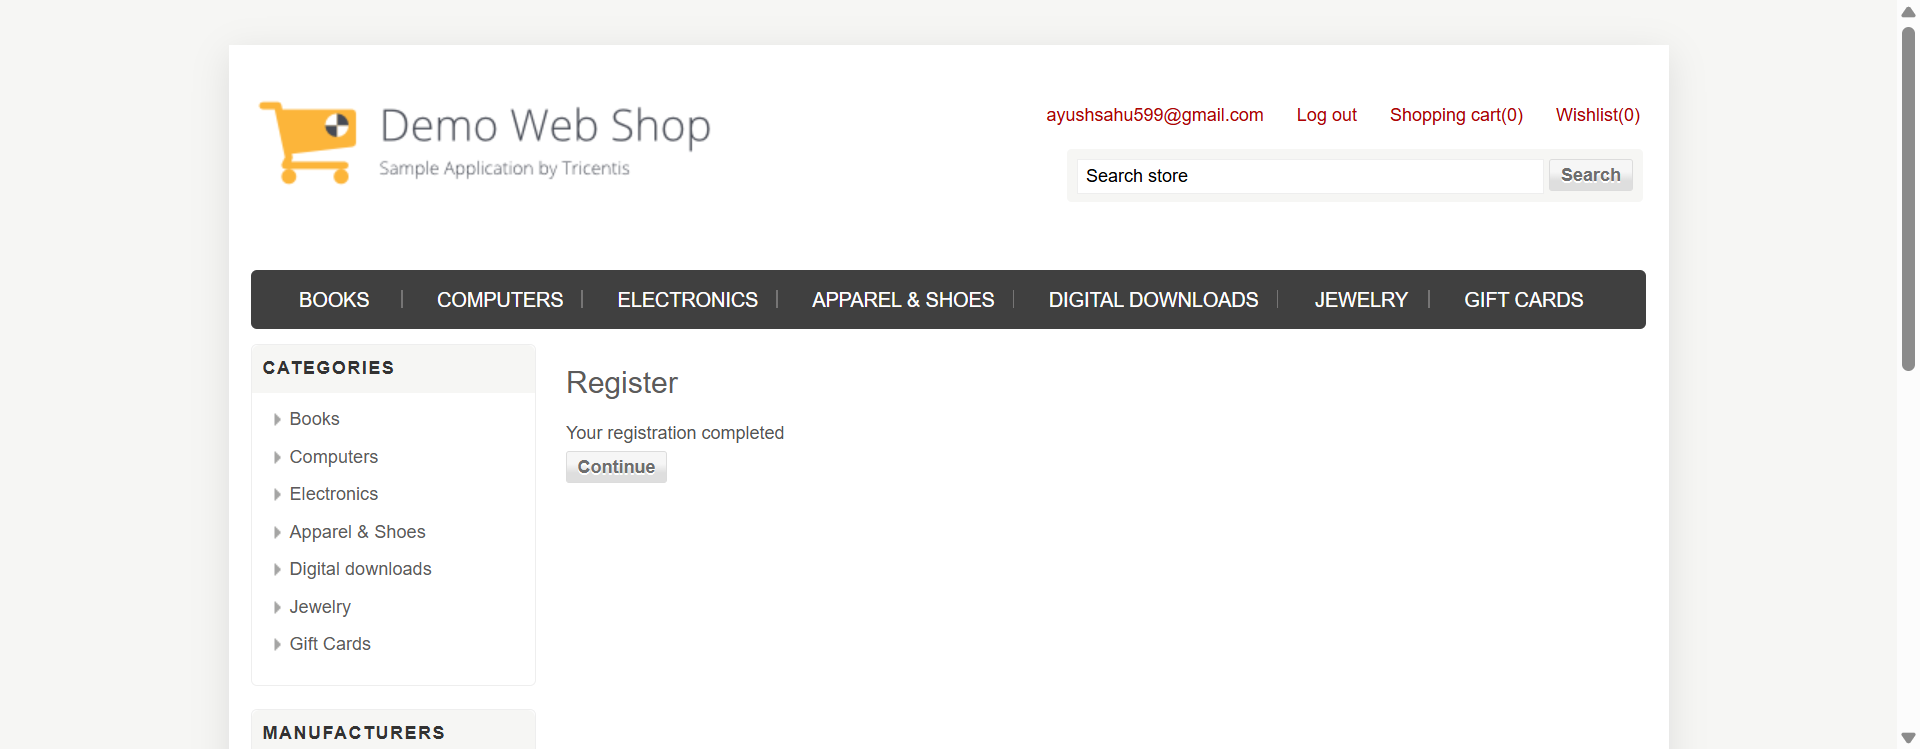 Demo Web Shop
Sample Application by Tricentis
ayushsahu599@gmail.com Log out Shopping cart(0) Wishlist(0)
Search store Search
BOOKS COMPUTERS ELECTRONICS APPAREL & SHOES DIGITAL DOWNLOADS JEWELRY GIFT CARDS
CATEGORIES
Books
Computers
Electronics
Apparel & Shoes
Digital downloads
Jewelry
Gift Cards
MANUFACTURERS
Register
Your registration completed
Continue